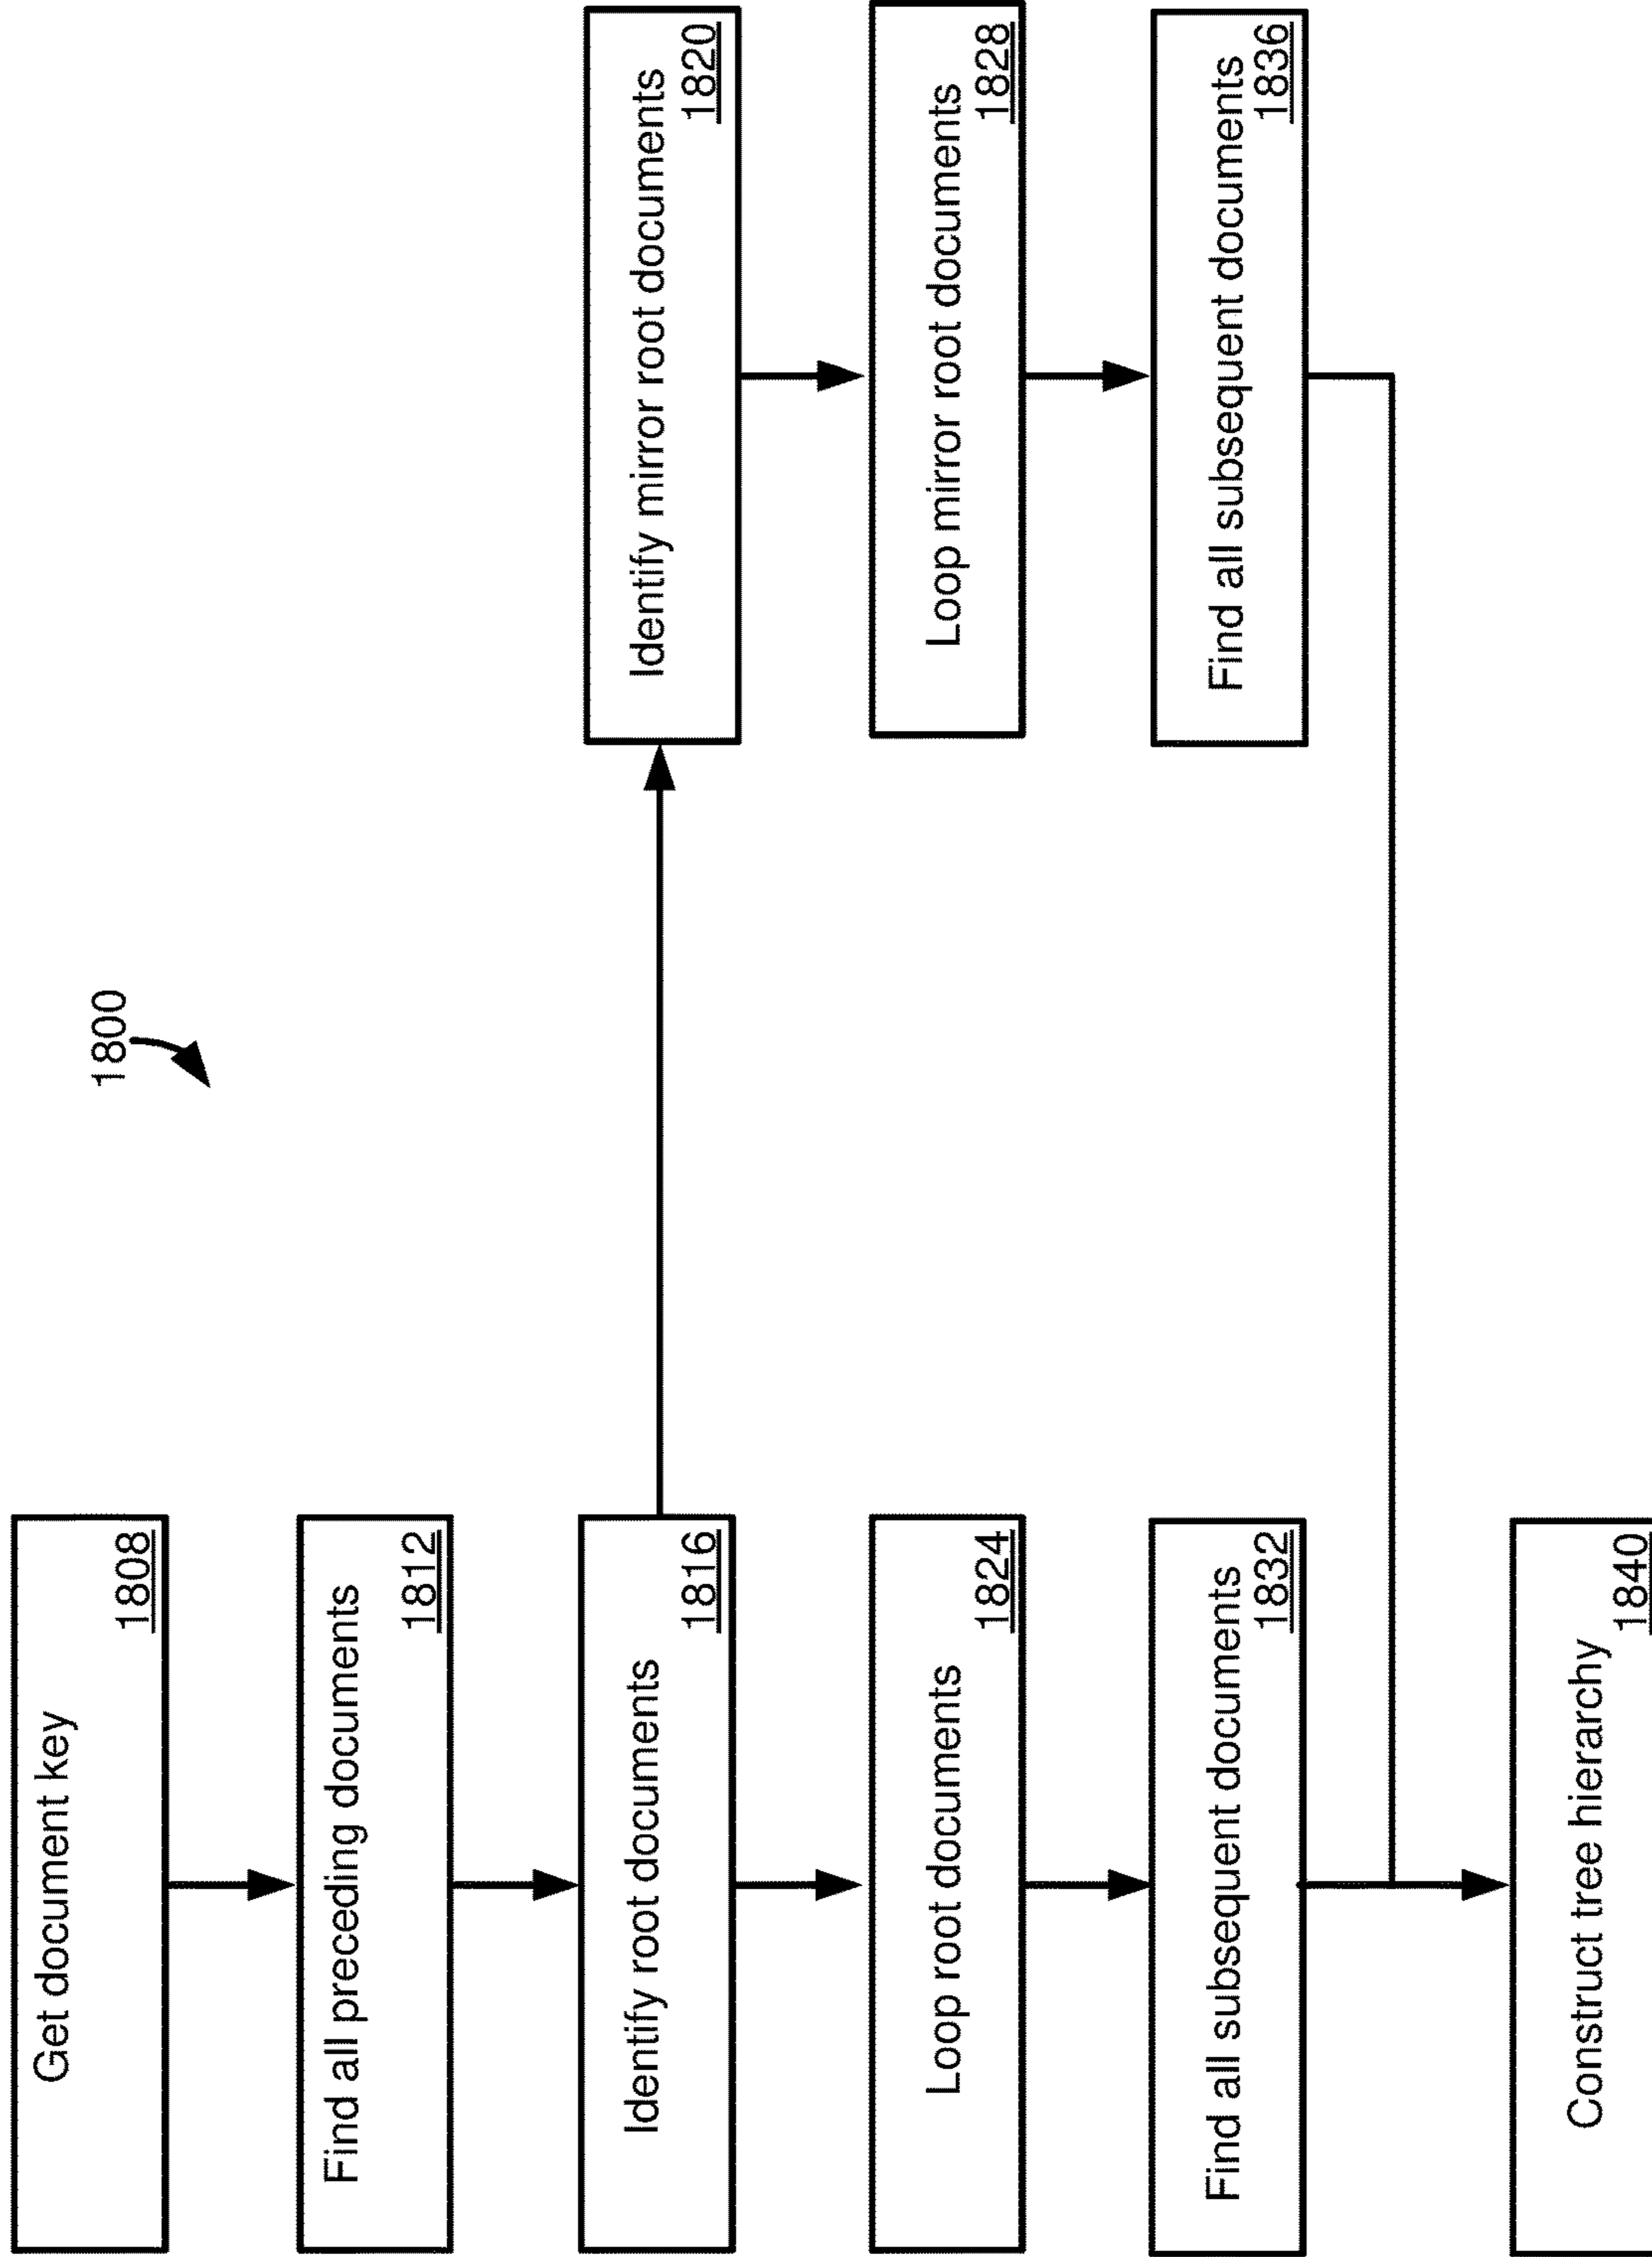 1800
Get document key
1808
Find all preceding documents
1812
Identify root documents
1816
Identify mirror root documents
1820
Loop root documents
1824
Loop mirror root documents
1828
Find all subsequent documents
1832
Find all subsequent documents
1836
Construct tree hierarchy
1840